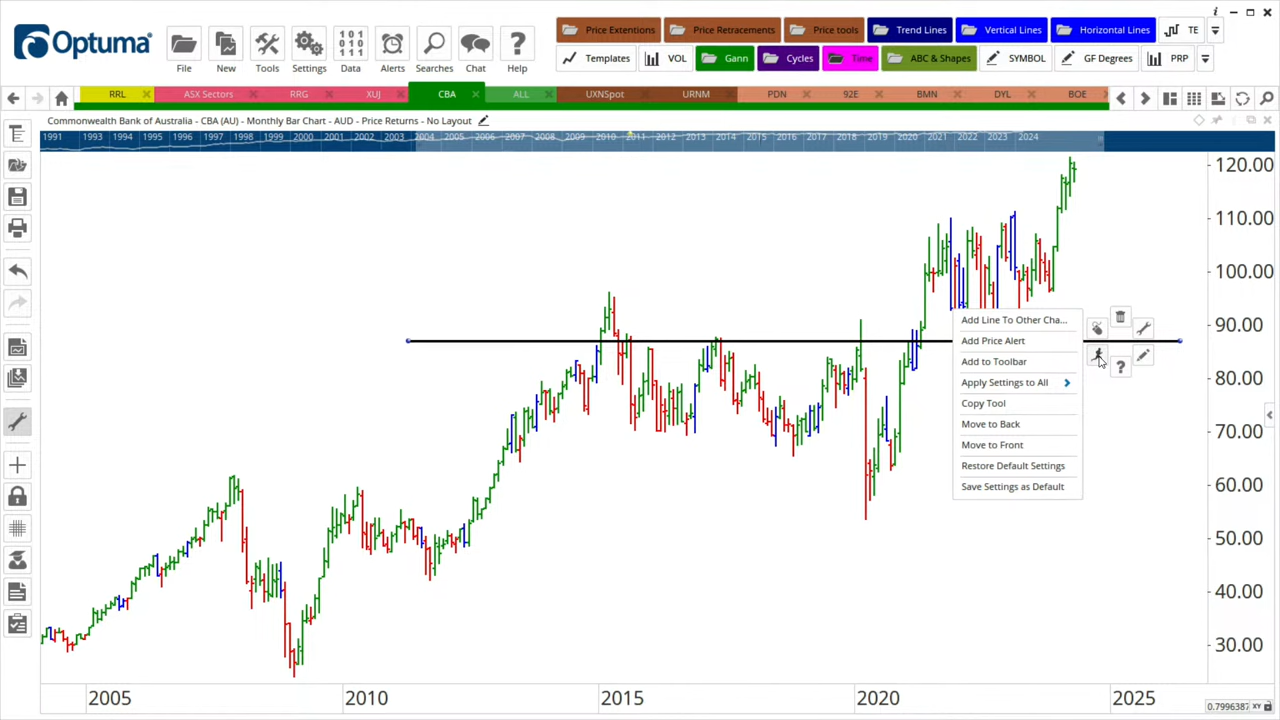 Optuma
File
New
Tools
Settings
Data
Alerts
Searches
Chat
Help
Price Extentions
Price Retracements
Price tools
Trend Lines
Vertical Lines
Horizontal Lines
TE
Templates
VOL
Gann
Cycles
Time
ABC & Shapes
SYMBOL
GF Degrees
PRP
RRL
ASX Sectors
RRG
XUJ
CBA
ALL
UXNSpot
URNM
PDN
92E
BMN
DYL
BOE
Commonwealth Bank of Australia - CBA (AU) - Monthly Bar Chart - AUD - Price Returns - No Layout
1991 1993 1995 1996 1997 1998 1999 2000 2001 2002 2003 2004 2005 2006 2007 2008 2009 2010 2011 2012 2013 2014 2015 2016 2017 2018 2019 2020 2021 2022 2023 2024
120.00
110.00
100.00
90.00
80.00
70.00
60.00
50.00
40.00
30.00
Add Line To Other Cha...
Add Price Alert
Add to Toolbar
Apply Settings to All
Copy Tool
Move to Back
Move to Front
Restore Default Settings
Save Settings as Default
2005 2010 2015 2020 2025
0.7996387 XY